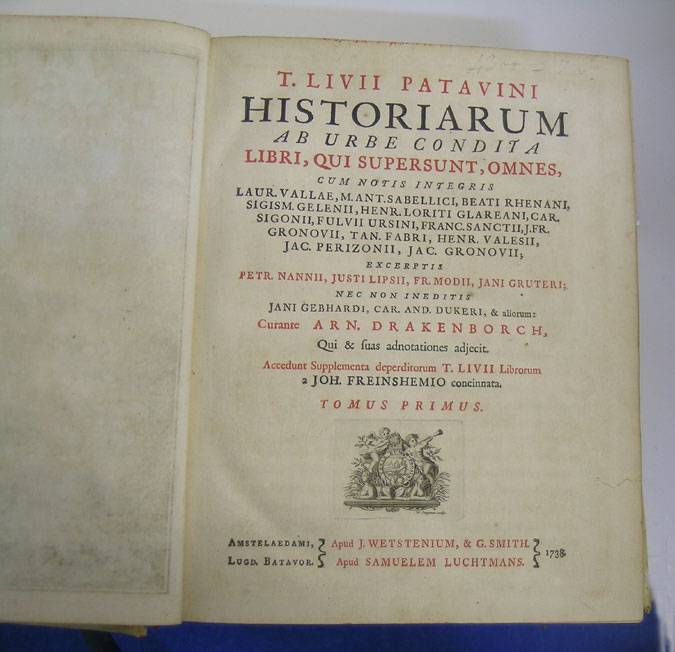 T. LIVII PATAVINI
HISTORIARUM
AB URBE CONDITA
LIBRI, QUI SUPERSUNT, OMNES,
CUM NOTIS INTEGRIS
LAUR. VALLAE, M. ANT. SABELLICI, BEATI RHENANI,
SIGISM. GELENII, HENR. LORITI GLAREANI, CAR.
SIGONII, FULVII URSINI, FRANC. SANCTII, J. FR.
GRONOVII, TAN. FABRI, HENR. VALESII,
JAC. PERIZONII, JAC. GRONOVII;
EXCERPTIS
PETR. NANNII, JUSTI LIPSII, FR. MODII, JANI GRUTERI;
NEC NON INEDITIS
JANI GEBHARDI, CAR. AND. DUKERI, & aliorum:
Curante ARN. DRAKENBORCH,
Qui & suas adnotationes adjecit.
Accedunt Supplementa deperditorum T. LIVII Librorum
a JOH. FREINSHEMIO concinnata.
TOMUS PRIMUS.
AMSTELAEDAMI, Apud J. WETSTENIUM, & G. SMITH.
LUGD. BATAVOR. Apud SAMUELEM LUCHTMANS.
1738.